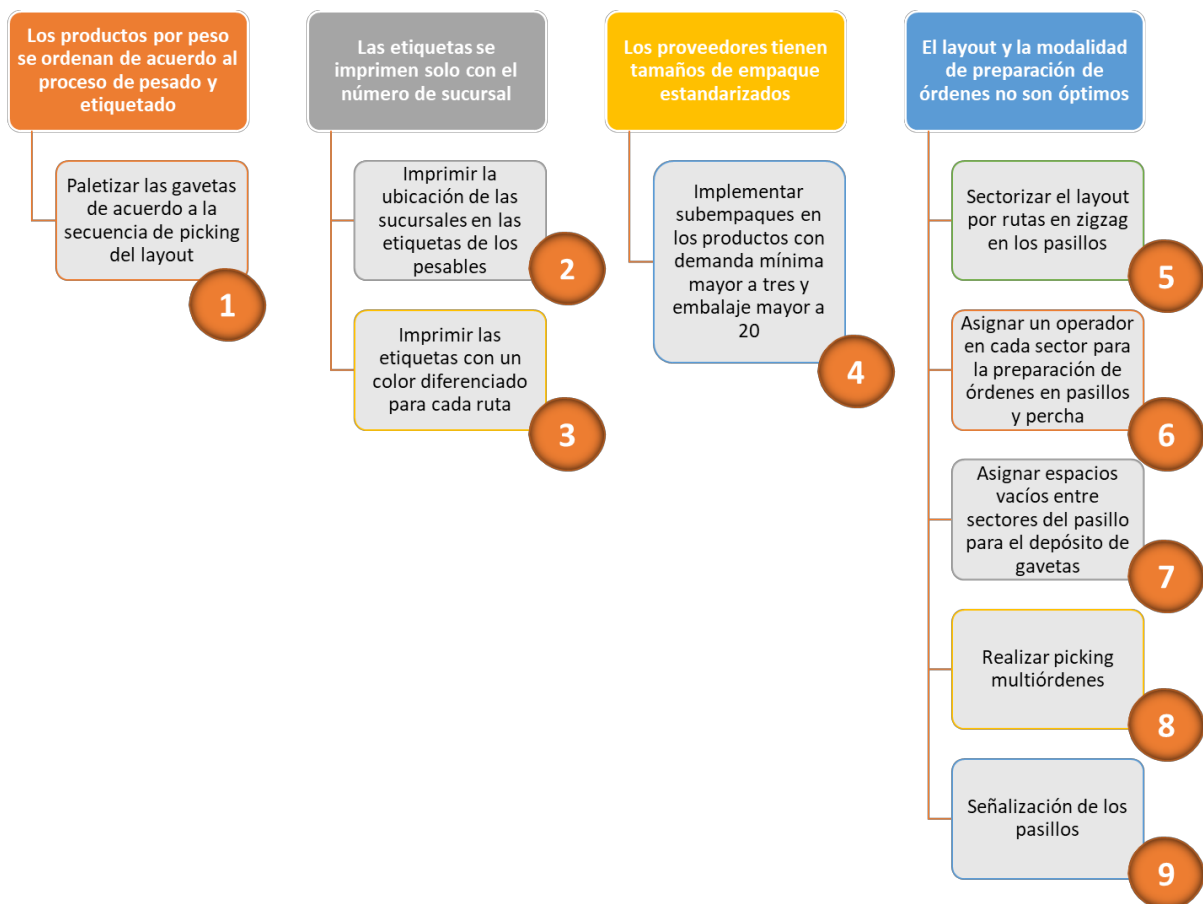 Los productos por peso
se ordenan de acuerdo al
proceso de pesado y
etiquetado
Paletizar las gavetas
de acuerdo a la
secuencia de picking
del layout
1
Las etiquetas se
imprimen solo con el
número de sucursal
Imprimir la
ubicación de las
sucursales en las
etiquetas de los
pesables
2
Imprimir las
etiquetas con un
color diferenciado
para cada ruta
3
Los proveedores tienen
tamaños de empaque
estandarizados
Implementar
subempaques en
los productos con
demanda mínima
mayor a tres y
embalaje mayor a
20
4
El layout y la modalidad
de preparación de
órdenes no son óptimos
Sectorizar el layout
por rutas en zigzag
en los pasillos
5
Asignar un operador
en cada sector para
la preparación de
órdenes en pasillos
y percha
6
Asignar espacios
vacíos entre
sectores del pasillo
para el depósito de
gavetas
7
Realizar picking
multiórdenes
8
Señalización de los
pasillos
9